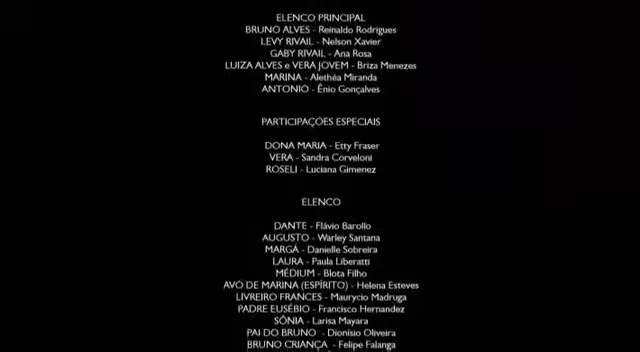 ELENCO PRINCIPAL
BRUNO ALVES - Reinaldo Rodrigues
LEVY RIVAIL - Nelson Xavier
GABY RIVAIL - Ana Rosa
LUIZA ALVES e VERA JOVEM - Briza Menezes
MARINA - Alethéa Miranda
ANTONIO - Ênio Gonçalves
PARTICIPAÇÕES ESPECIAIS
DONA MARIA - Etty Fraser
VERA - Sandra Corveloni
ROSELI - Luciana Gimenez
ELENCO
DANTE - Flávio Barollo
AUGUSTO - Warley Santana
MARGÁ - Danielle Sobreira
LAURA - Paula Liberatti
MÉDIUM - Blota Filho
AVÓ DE MARINA (ESPÍRITO) - Helena Esteves
LIVREIRO FRANCES - Maurycio Madruga
PADRE EUSÉBIO - Francisco Hernandez
SÔNIA - Larisa Mayara
PAI DO BRUNO - Dionísio Oliveira
BRUNO CRIANÇA - Felipe Falanga